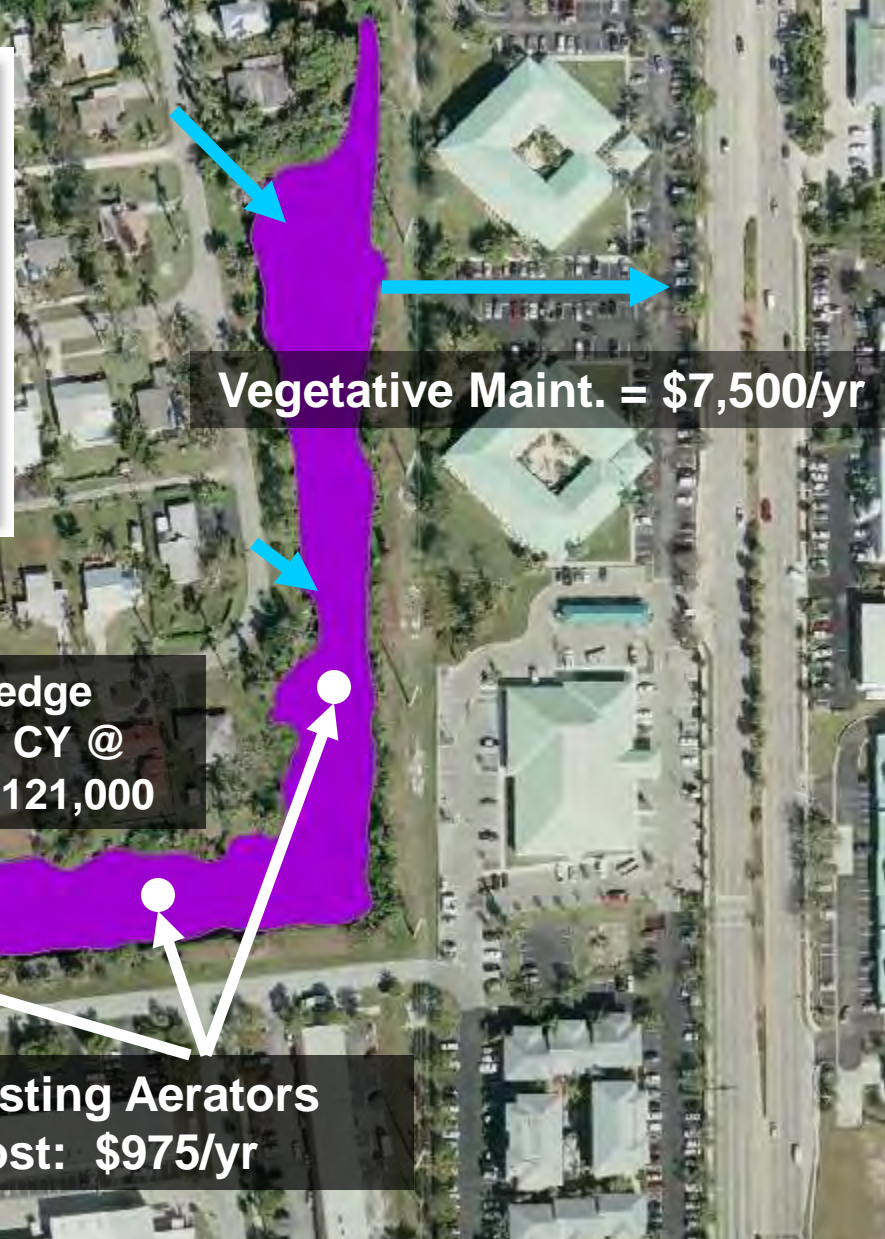 Vegetative Maint. = $7,500/yr
edge
CY @
121,000
sting Aerators
ost: $975/yr